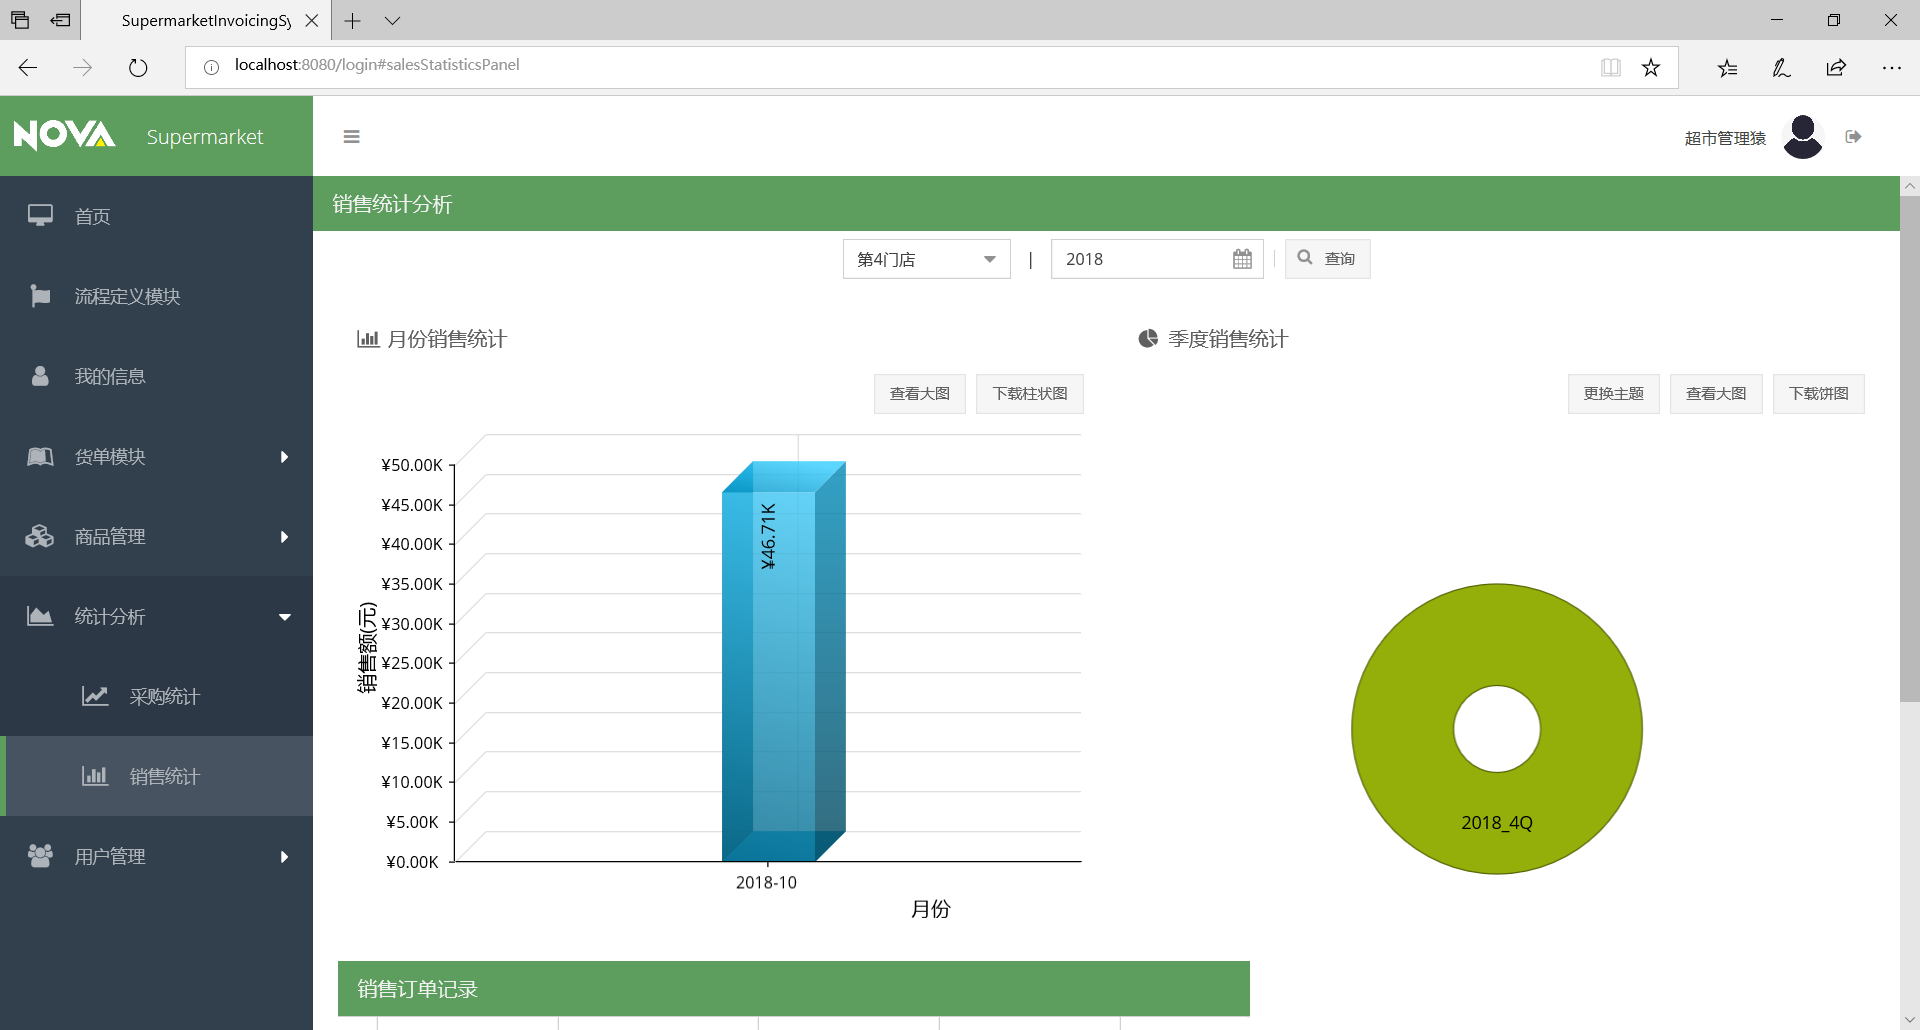 SupermarketInvoicingSy
localhost:8080/login#salesStatisticsPanel
NOVA Supermarket
超市管理猿
首页
流程定义模块
我的信息
货单模块
商品管理
统计分析
采购统计
销售统计
用户管理
销售统计分析
第4门店 | 2018 查询
月份销售统计
查看大图 下载柱状图
¥50.00K
¥45.00K
¥40.00K
¥35.00K
¥30.00K
¥25.00K
¥20.00K
¥15.00K
¥10.00K
¥5.00K
¥0.00K
销售额(元)
¥46.71K
2018-10
月份
季度销售统计
更换主题 查看大图 下载饼图
2018_4Q
销售订单记录